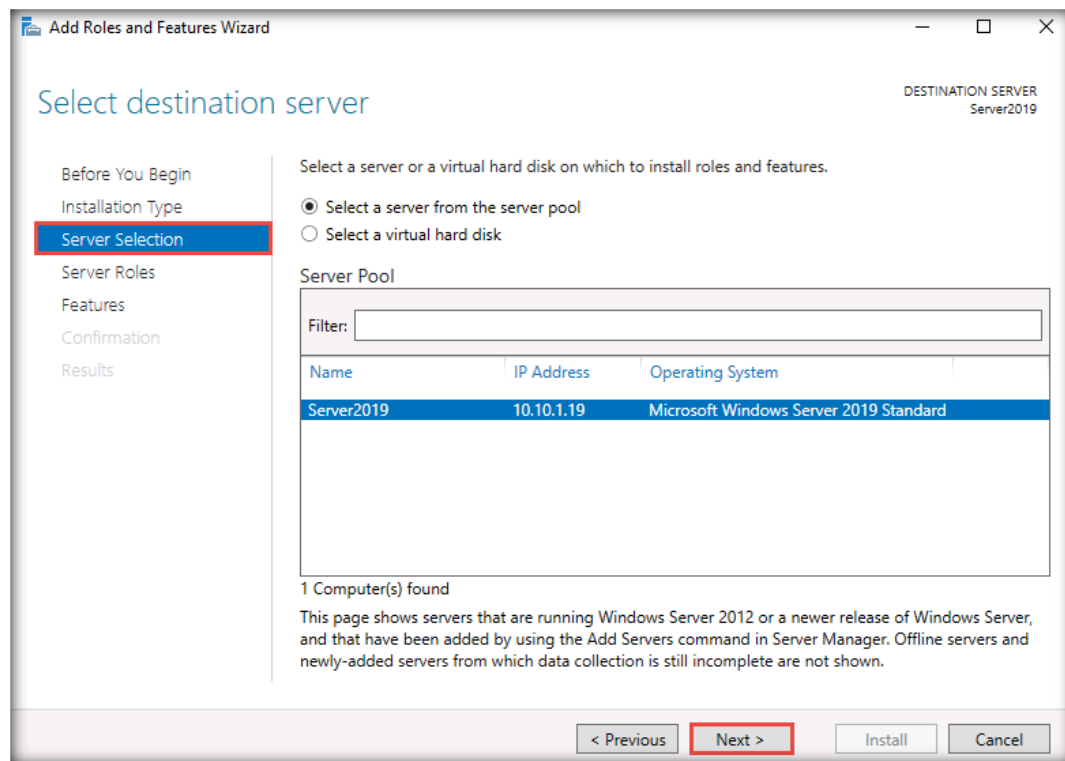 Add Roles and Features Wizard
Select destination server
DESTINATION SERVER
Server2019
Before You Begin
Installation Type
Server Selection
Server Roles
Features
Confirmation
Results
Select a server or a virtual hard disk on which to install roles and features.
Select a server from the server pool
Select a virtual hard disk
Server Pool
Filter:
Name IP Address Operating System
Server2019 10.10.1.19 Microsoft Windows Server 2019 Standard
1 Computer(s) found
This page shows servers that are running Windows Server 2012 or a newer release of Windows Server,
and that have been added by using the Add Servers command in Server Manager. Offline servers and
newly-added servers from which data collection is still incomplete are not shown.
< Previous Next > Install Cancel